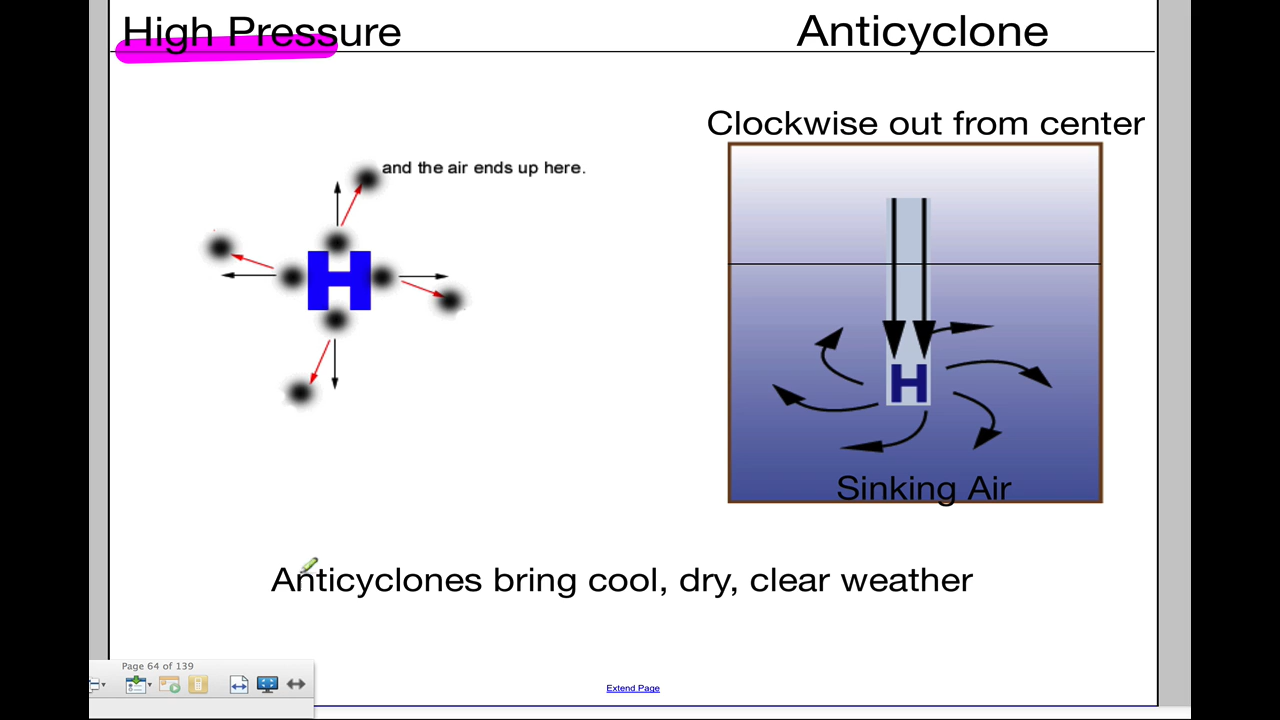 High Pressure
Anticyclone
Clockwise out from center
and the air ends up here.
H
H
Sinking Air
Anticyclones bring cool, dry, clear weather
Page 64 of 139
Extend Page